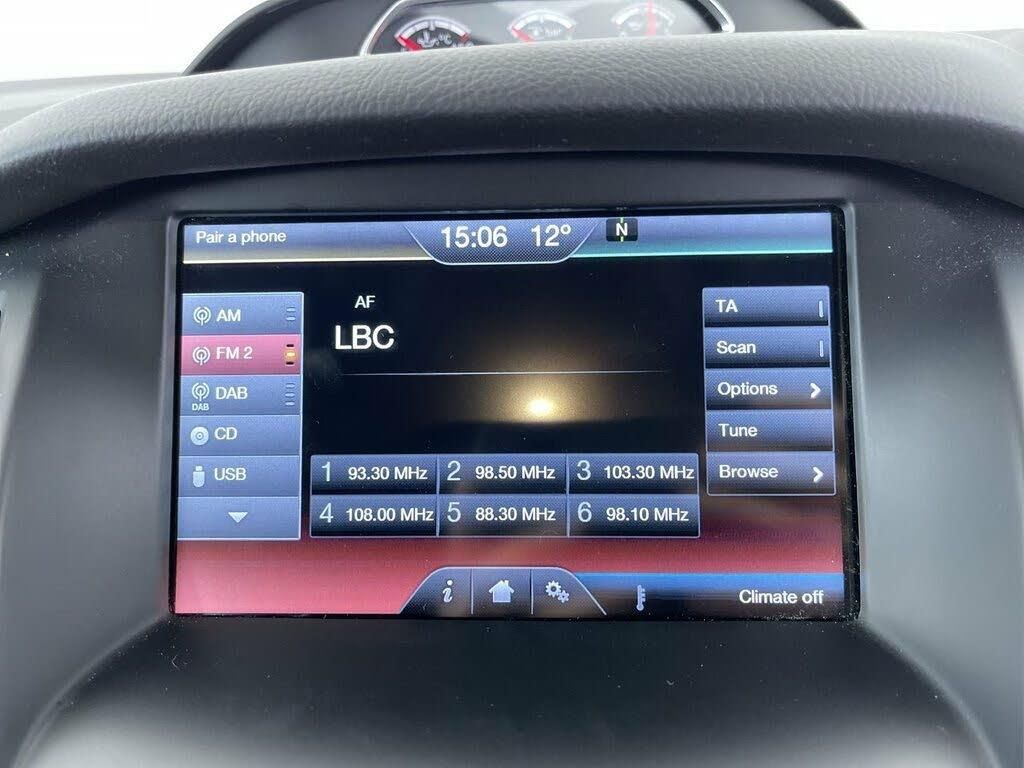 Pair a phone
15:06 12°
N
AM
FM 2
DAB
DAB
CD
USB
AF
LBC
TA
Scan
Options
Tune
Browse
1 93.30 MHz 2 98.50 MHz 3 103.30 MHz
4 108.00 MHz 5 88.30 MHz 6 98.10 MHz
i
Climate off